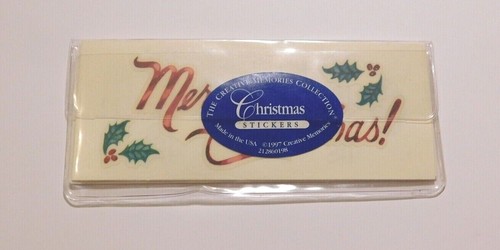 Mer
THE CREATIVE MEMORIES COLLECTION®
Christmas
STICKERS
Made in the USA ©1997 Creative Memories®
as!